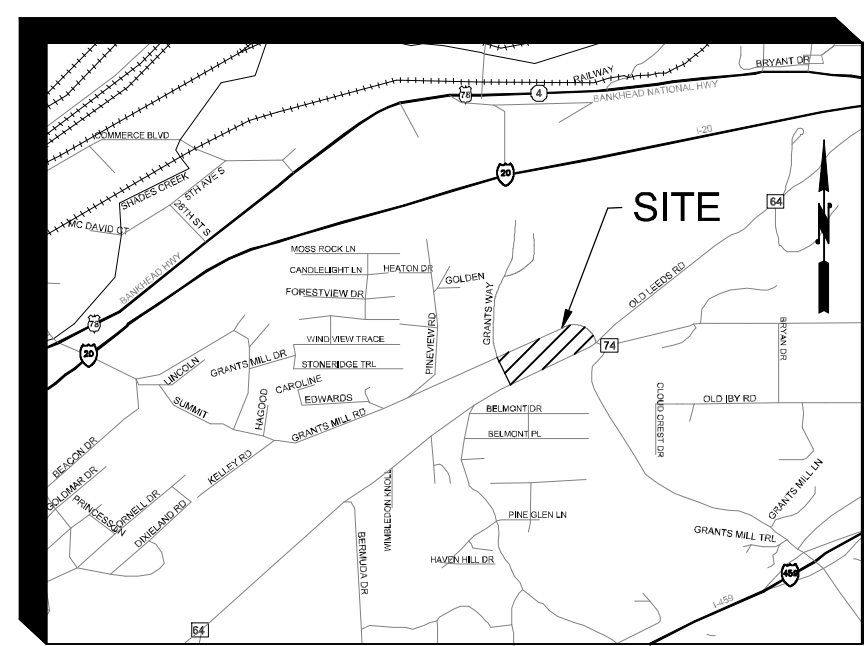 BRYANT DR
RAILWAY
78
4
BANKHEAD NATIONAL HWY
I-20
COMMERCE BLVD
20
SHADES CREEK
5TH AVE S
28TH ST S
64
N
SITE
MC DAVID CT
BANKHEAD HWY
MOSS ROCK LN
CANDLELIGHT LN
HEATON DR
GOLDEN
FORESTVIEW DR
GRANTS WAY
OLD LEEDS RD
78
PINEVIEW RD
WIND VIEW TRACE
74
BRYAN DR
20
LINCOLN
GRANTS MILL DR
STONERIDGE TRL
CAROLINE
EDWARDS
SUMMIT
HAGOOD
GRANTS MILL RD
BELMONT DR
CLOUD CREST DR
OLD IBY RD
BELMONT PL
BEACON DR
KELLEY RD
GOLDMAR DR
PRINCESS LN
CORNELL DR
DIXIELAND RD
WIMBLEDON KNOLL
GRANTS MILL LN
PINE GLEN LN
GRANTS MILL TRL
BERMUDA DR
HAVEN HILL DR
459
I-459
64